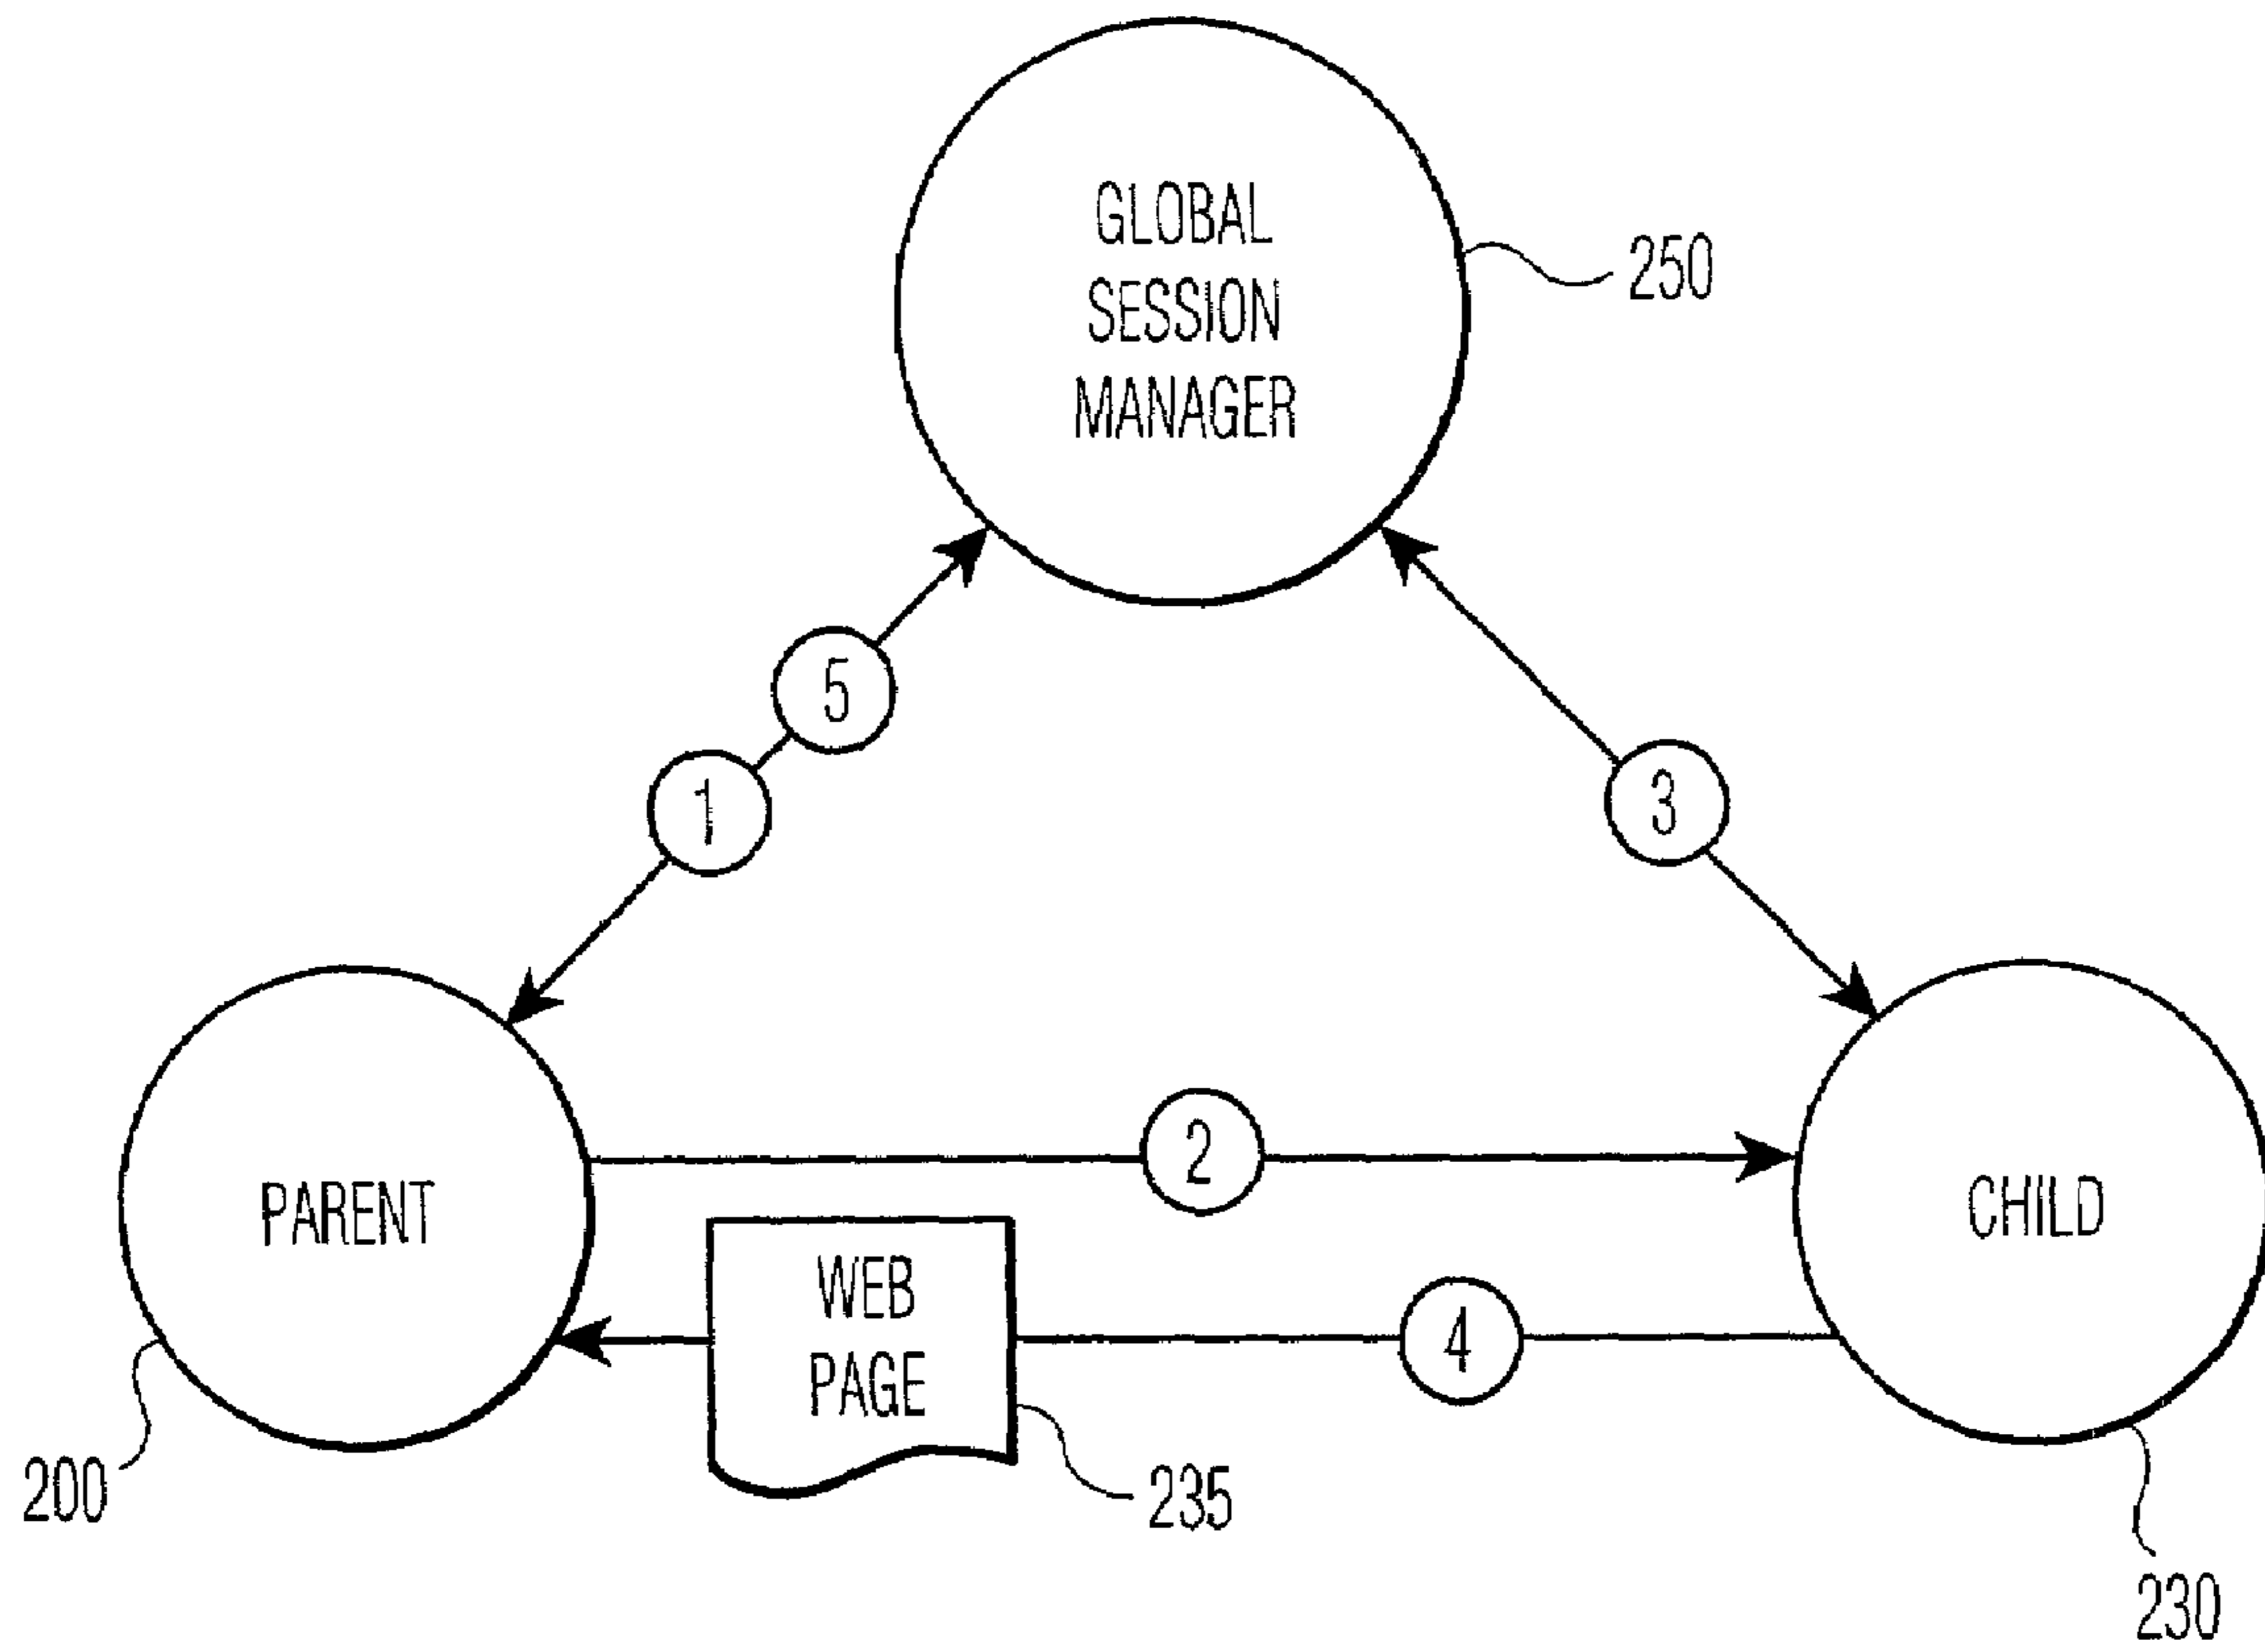 GLOBAL
SESSION
MANAGER
250
5
1
3
2
PARENT
CHILD
WEB
PAGE
4
200
235
230